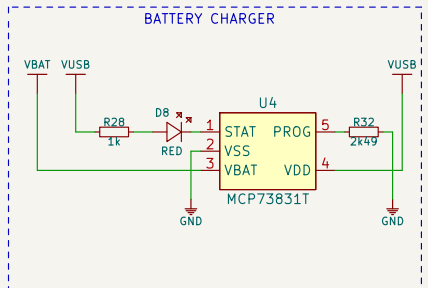 BATTERY CHARGER
VBAT
VUSB
VUSB
R28
1k
D8
RED
U4
1
STAT
2
VSS
3
VBAT
PROG
5
VDD
4
MCP73831T
R32
2k49
GND
GND